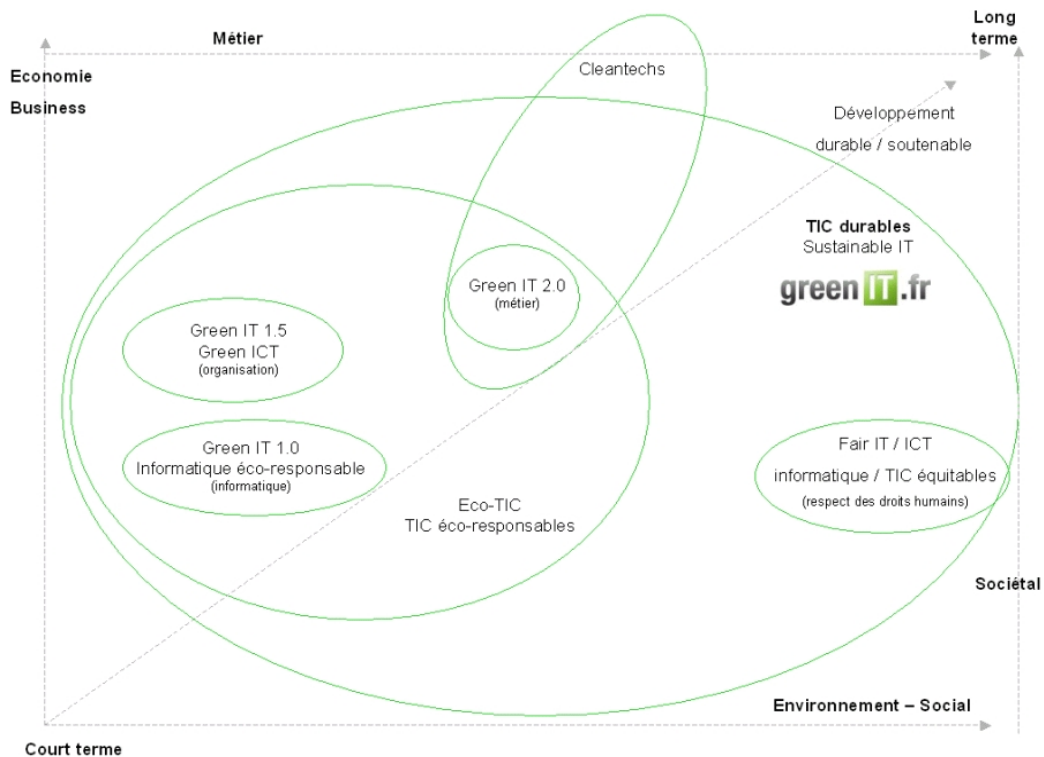 Métier
Long
terme
Economie
Business
Cleantechs
Développement
durable / soutenable
TIC durables
Sustainable IT
greenIT.fr
Green IT 2.0
(métier)
Green IT 1.5
Green ICT
(organisation)
Green IT 1.0
Informatique éco-responsable
(informatique)
Fair IT / ICT
informatique / TIC équitables
(respect des droits humains)
Eco-TIC
TIC éco-responsables
Sociétal
Environnement – Social
Court terme